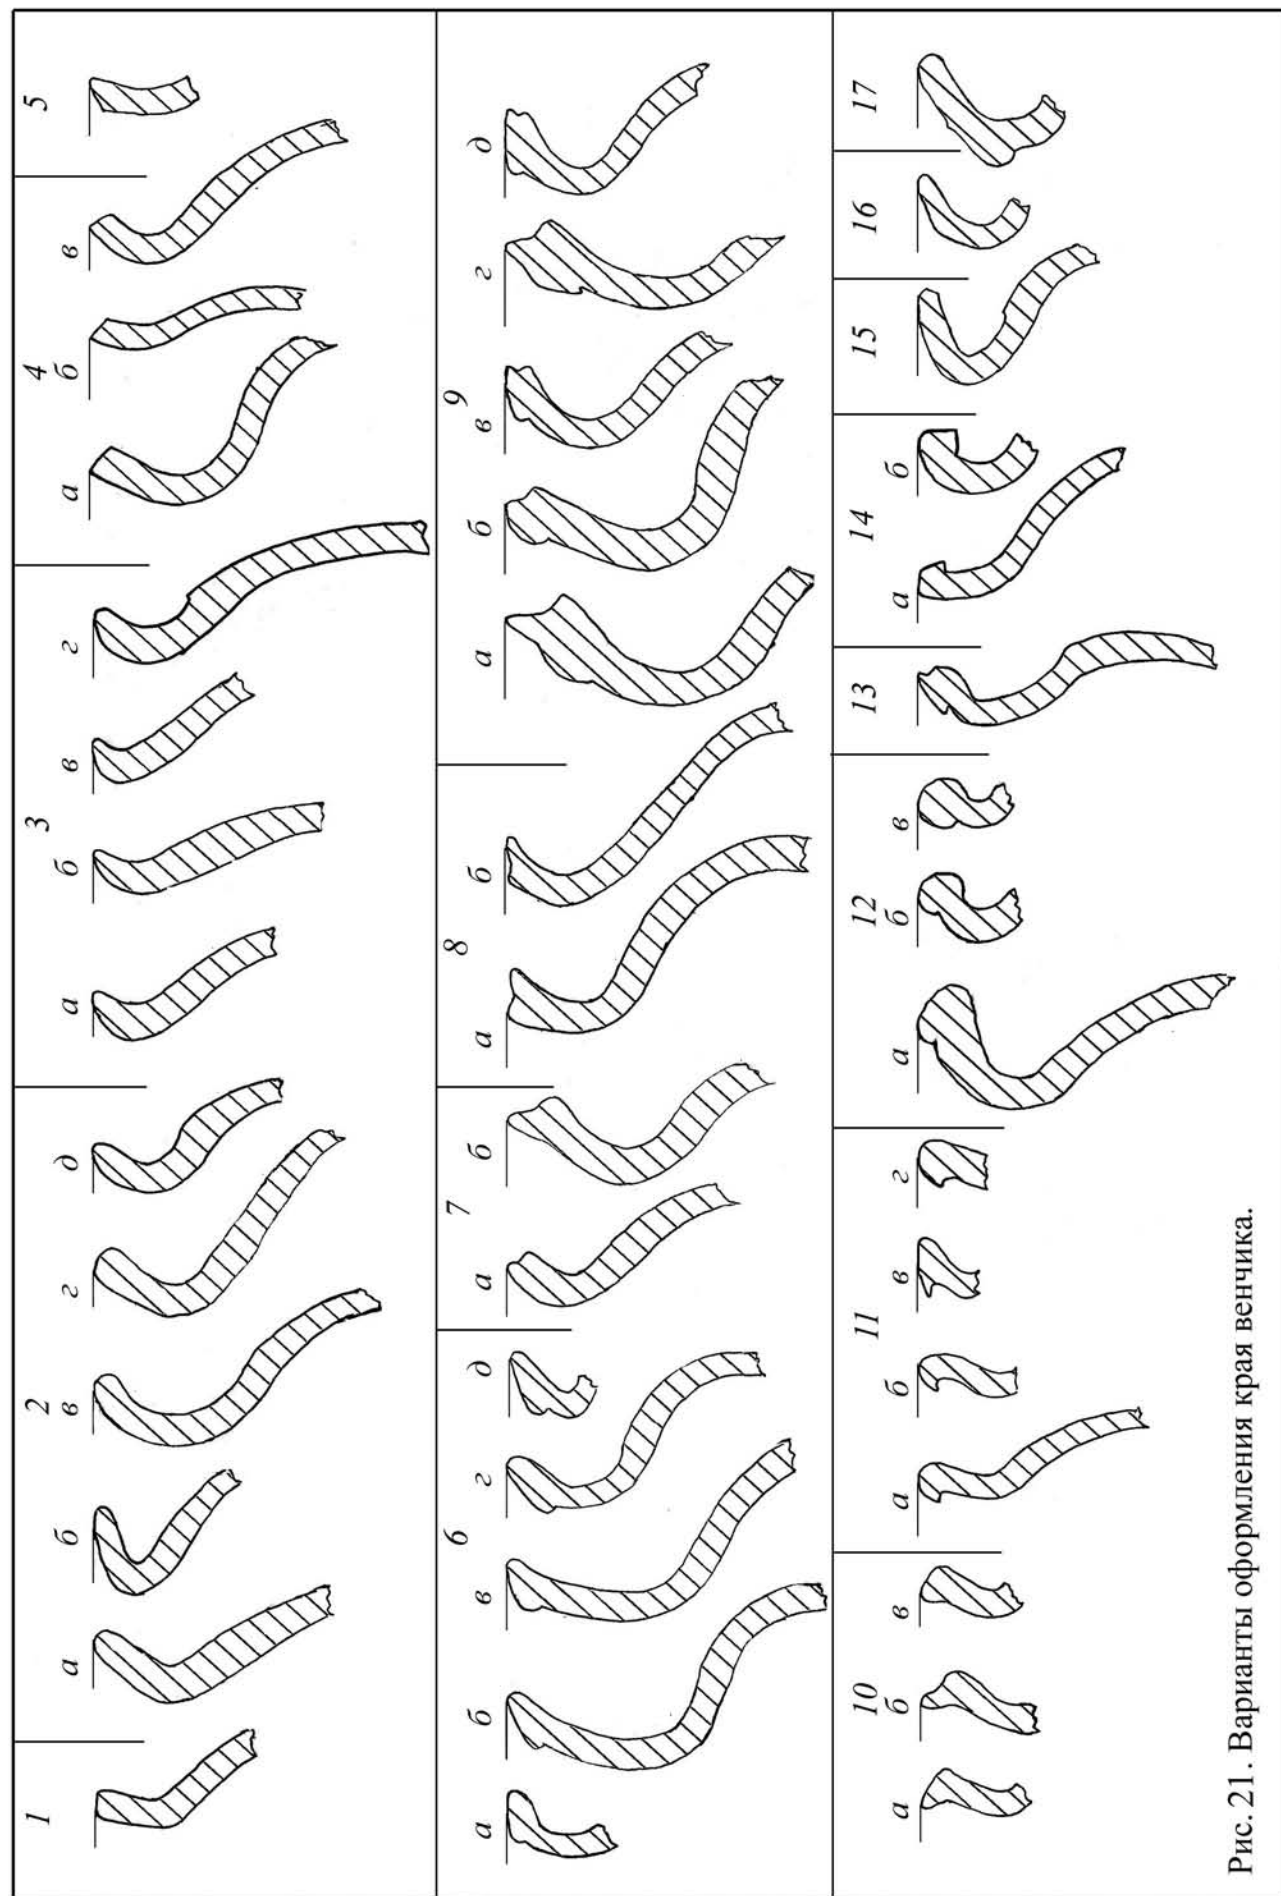 1 2 3 4 5
а б в г д а б в г а б в
6 7 8 9
а б в г д а б а б а б в г д
10 11 12 13 14 15 16 17
а б в а б в г а б в а б
Рис. 21. Варианты оформления края венчика.